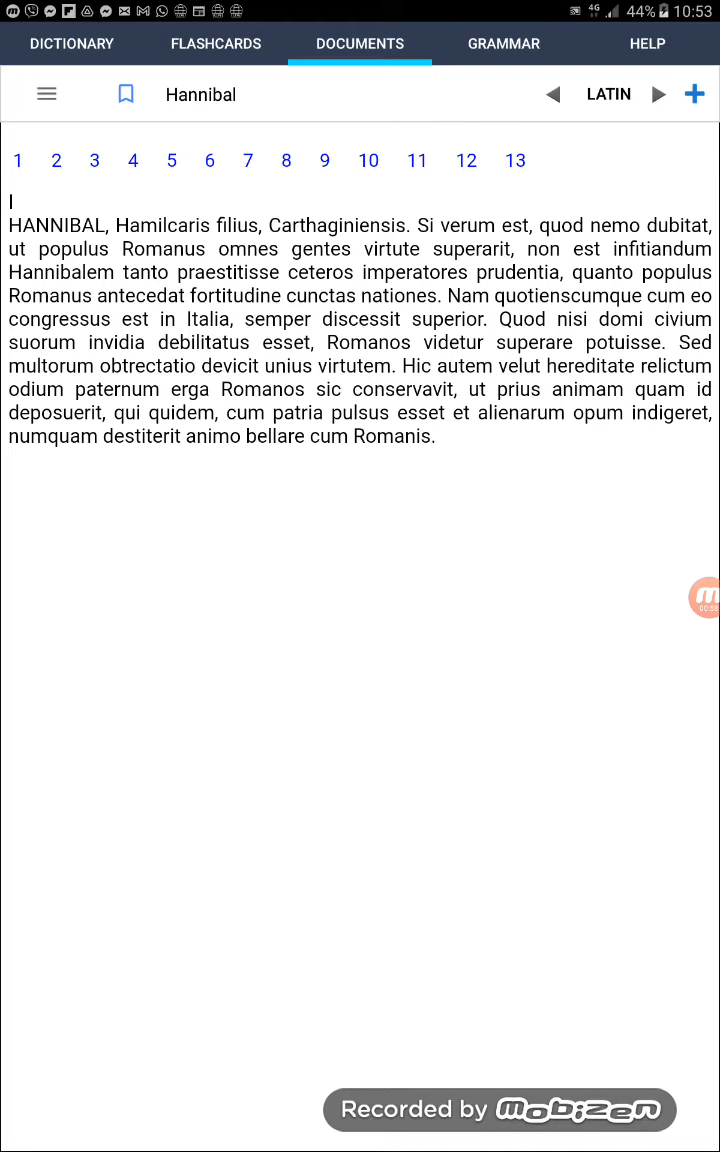 44% 10:53
DICTIONARY FLASHCARDS DOCUMENTS GRAMMAR HELP
Hannibal LATIN
1 2 3 4 5 6 7 8 9 10 11 12 13
I
HANNIBAL, Hamilcaris filius, Carthaginiensis. Si verum est, quod nemo dubitat,
ut populus Romanus omnes gentes virtute superarit, non est infitiandum
Hannibalem tanto praestitisse ceteros imperatores prudentia, quanto populus
Romanus antecedat fortitudine cunctas nationes. Nam quotienscumque cum eo
congressus est in Italia, semper discessit superior. Quod nisi domi civium
suorum invidia debilitatus esset, Romanos videtur superare potuisse. Sed
multorum obtrectatio devicit unius virtutem. Hic autem velut hereditate relictum
odium paternum erga Romanos sic conservavit, ut prius animam quam id
deposuerit, qui quidem, cum patria pulsus esset et alienarum opum indigeret,
numquam destiterit animo bellare cum Romanis.
Recorded by Mobizen